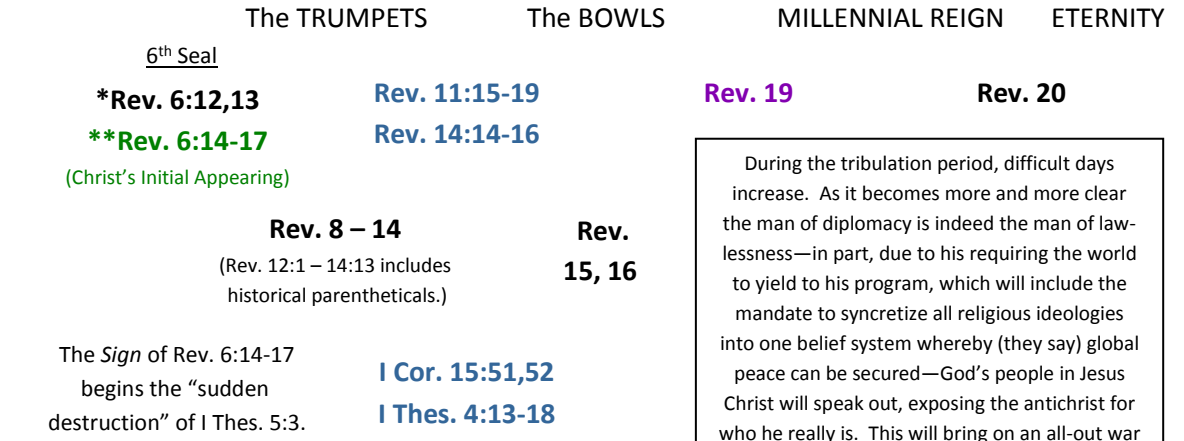 The TRUMPETS The BOWLS MILLENNIAL REIGN ETERNITY
6th Seal
*Rev. 6:12,13
**Rev. 6:14-17
(Christ’s Initial Appearing)
Rev. 11:15-19
Rev. 14:14-16
Rev. 19 Rev. 20
Rev. 8 – 14
(Rev. 12:1 – 14:13 includes
historical parentheticals.)
Rev.
15, 16
The Sign of Rev. 6:14-17
begins the “sudden
destruction” of I Thes. 5:3.
I Cor. 15:51,52
I Thes. 4:13-18
During the tribulation period, difficult days
increase. As it becomes more and more clear
the man of diplomacy is indeed the man of law-
lessness—in part, due to his requiring the world
to yield to his program, which will include the
mandate to syncretize all religious ideologies
into one belief system whereby (they say) global
peace can be secured—God’s people in Jesus
Christ will speak out, exposing the antichrist for
who he really is. This will bring on an all-out war